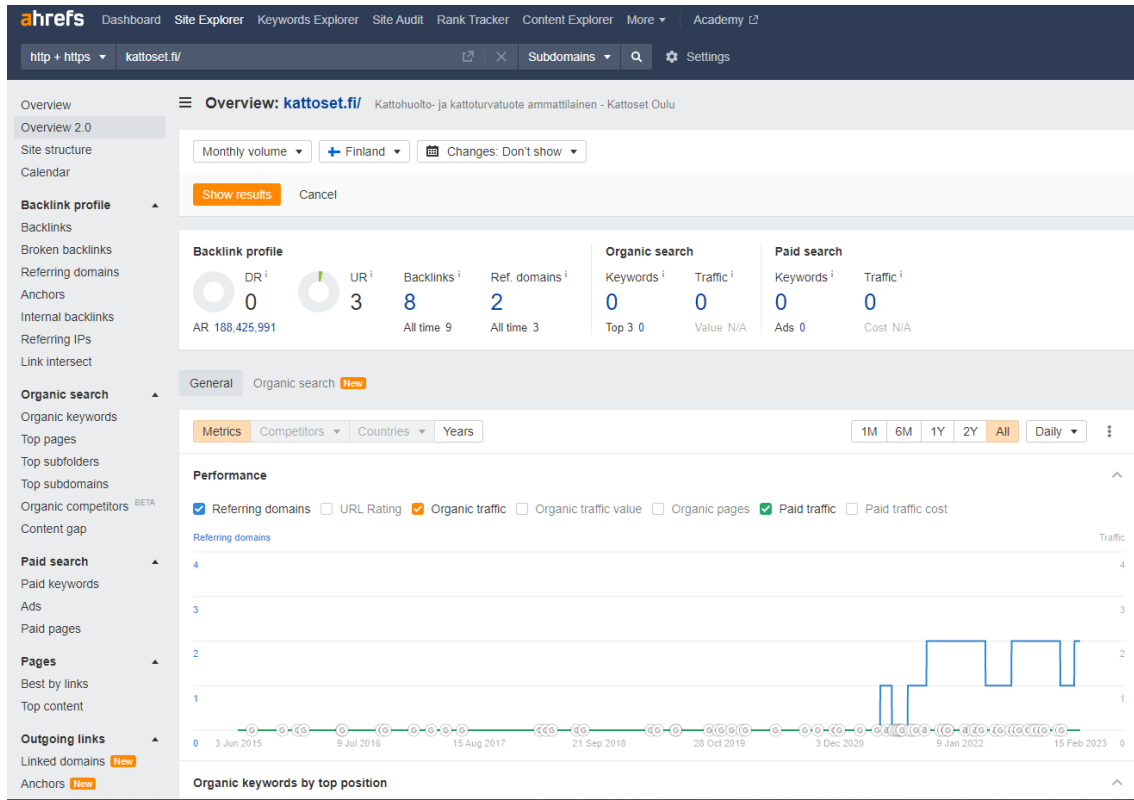 ahrefs Dashboard Site Explorer Keywords Explorer Site Audit Rank Tracker Content Explorer More Academy
http + https kattoset.fi/ Subdomains Settings
Overview
Overview 2.0
Site structure
Calendar
Backlink profile
Backlinks
Broken backlinks
Referring domains
Anchors
Internal backlinks
Referring IPs
Link intersect
Organic search
Organic keywords
Top pages
Top subfolders
Top subdomains
Organic competitors BETA
Content gap
Paid search
Paid keywords
Ads
Paid pages
Pages
Best by links
Top content
Outgoing links
Linked domains New
Anchors New
Overview: kattoset.fi/ Kattohuolto- ja kattoturvatuote ammattilainen - Kattoset Oulu
Monthly volume Finland Changes: Don't show
Show results Cancel
Backlink profile Organic search Paid search
DR i UR i Backlinks i Ref. domains i Keywords i Traffic i Keywords i Traffic i
0 3 8 2 0 0 0 0
AR 188,425,991 All time 9 All time 3 Top 3 0 Value N/A Ads 0 Cost N/A
General Organic search New
Metrics Competitors Countries Years 1M 6M 1Y 2Y All Daily
Performance
Referring domains URL Rating Organic traffic Organic traffic value Organic pages Paid traffic Paid traffic cost
Referring domains Traffic
4 4
3 3
2 2
1 1
0 3 Jun 2015 9 Jul 2016 15 Aug 2017 21 Sep 2018 28 Oct 2019 3 Dec 2020 9 Jan 2022 15 Feb 2023 0
Organic keywords by top position